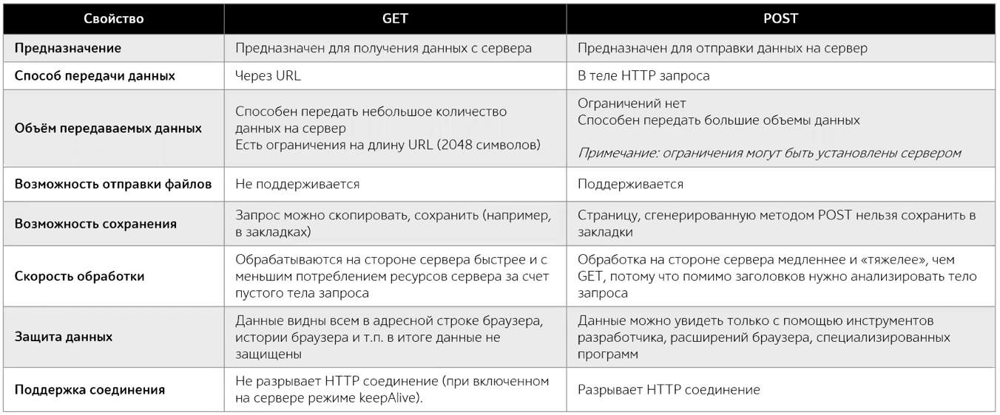 Свойство
GET
POST
Предназначение
Предназначен для получения данных с сервера
Предназначен для отправки данных на сервер
Способ передачи данных
Через URL
В теле HTTP запроса
Объём передаваемых данных
Способен передать небольшое количество
данных на сервер
Есть ограничения на длину URL (2048 символов)
Ограничений нет
Способен передать большие объемы данных
Примечание: ограничения могут быть установлены сервером
Возможность отправки файлов
Не поддерживается
Поддерживается
Возможность сохранения
Запрос можно скопировать, сохранить (например,
в закладках)
Страницу, сгенерированную методом POST нельзя сохранить в
закладки
Скорость обработки
Обрабатываются на стороне сервера быстрее и с
меньшим потреблением ресурсов сервера за счет
пустого тела запроса
Обработка на стороне сервера медленнее и «тяжелее», чем
GET, потому что помимо заголовков нужно анализировать тело
запроса
Защита данных
Данные видны всем в адресной строке браузера,
истории браузера и т.п. в итоге данные не
защищены
Данные можно увидеть только с помощью инструментов
разработчика, расширений браузера, специализированных
программ
Поддержка соединения
Не разрывает HTTP соединение (при включенном
на сервере режиме keepAlive).
Разрывает HTTP соединение